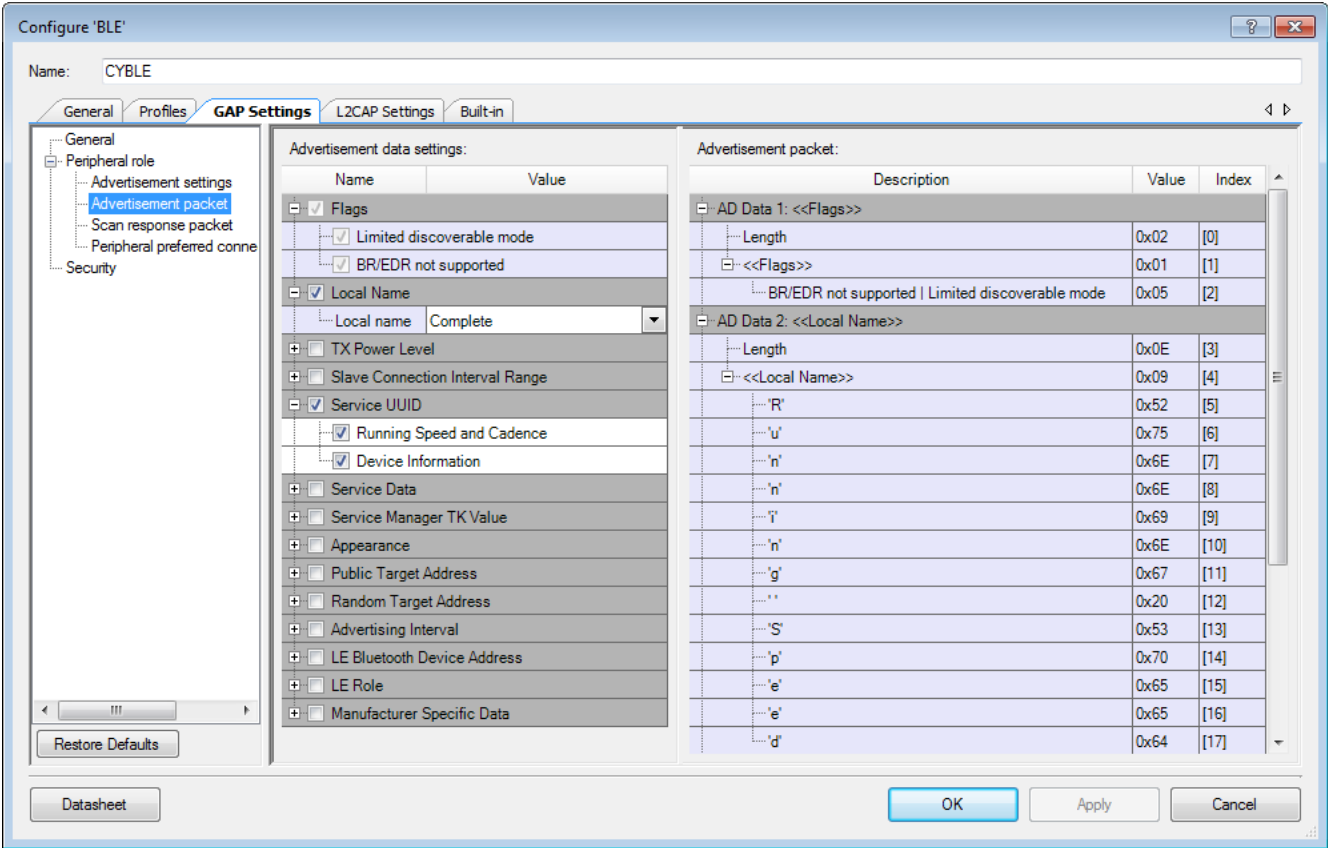 Configure 'BLE'
Name: CYBLE
General Profiles GAP Settings L2CAP Settings Built-in
General
Peripheral role
Advertisement settings
Advertisement packet
Scan response packet
Peripheral preferred conne
Security
Restore Defaults
Advertisement data settings:
Name Value
Flags
Limited discoverable mode
BR/EDR not supported
Local Name
Local name Complete
TX Power Level
Slave Connection Interval Range
Service UUID
Running Speed and Cadence
Device Information
Service Data
Service Manager TK Value
Appearance
Public Target Address
Random Target Address
Advertising Interval
LE Bluetooth Device Address
LE Role
Manufacturer Specific Data
Advertisement packet:
Description Value Index
AD Data 1: <<Flags>>
Length 0x02 [0]
<<Flags>> 0x01 [1]
BR/EDR not supported | Limited discoverable mode 0x05 [2]
AD Data 2: <<Local Name>>
Length 0x0E [3]
<<Local Name>> 0x09 [4]
'R' 0x52 [5]
'u' 0x75 [6]
'n' 0x6E [7]
'n' 0x6E [8]
'i' 0x69 [9]
'n' 0x6E [10]
'g' 0x67 [11]
' ' 0x20 [12]
'S' 0x53 [13]
'p' 0x70 [14]
'e' 0x65 [15]
'e' 0x65 [16]
'd' 0x64 [17]
Datasheet OK Apply Cancel